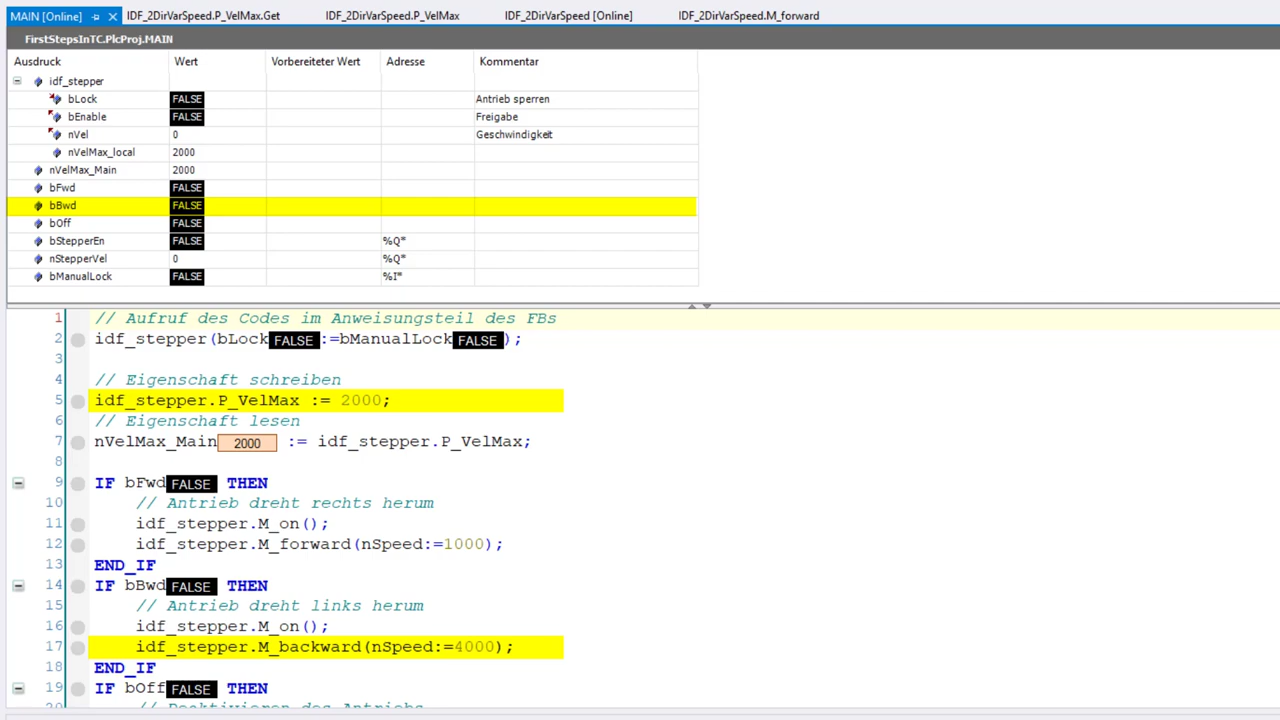 MAIN [Online] IDF_2DirVarSpeed.P_VelMax.Get IDF_2DirVarSpeed.P_VelMax IDF_2DirVarSpeed [Online] IDF_2DirVarSpeed.M_forward
FirstStepsInTC.PlcProj.MAIN
Ausdruck Wert Vorbereiteter Wert Adresse Kommentar
idf_stepper
bLock FALSE Antrieb sperren
bEnable FALSE Freigabe
nVel 0 Geschwindigkeit
nVelMax_local 2000
nVelMax_Main 2000
bFwd FALSE
bBwd FALSE
bOff FALSE
bStepperEn FALSE %Q*
nStepperVel 0 %Q*
bManualLock FALSE %I*
1 // Aufruf des Codes im Anweisungsteil des FBs
2 idf_stepper(bLock FALSE :=bManualLock FALSE );
3
4 // Eigenschaft schreiben
5 idf_stepper.P_VelMax := 2000;
6 // Eigenschaft lesen
7 nVelMax_Main 2000 := idf_stepper.P_VelMax;
8
9 IF bFwd FALSE THEN
10 // Antrieb dreht rechts herum
11 idf_stepper.M_on();
12 idf_stepper.M_forward(nSpeed:=1000);
13 END_IF
14 IF bBwd FALSE THEN
15 // Antrieb dreht links herum
16 idf_stepper.M_on();
17 idf_stepper.M_backward(nSpeed:=4000);
18 END_IF
19 IF bOff FALSE THEN
20 // Deaktivieren des Antriebs